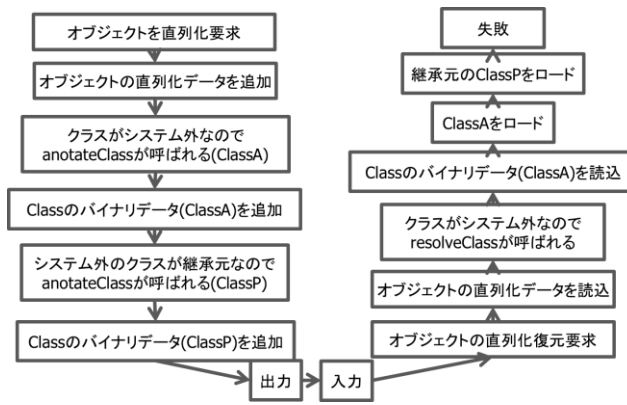 オブジェクトを直列化要求
オブジェクトの直列化データを追加
クラスがシステム外なので
anotateClassが呼ばれる(ClassA)
Classのバイナリデータ(ClassA)を追加
システム外のクラスが継承元なので
anotateClassが呼ばれる(ClassP)
Classのバイナリデータ(ClassP)を追加
出力
入力
オブジェクトの直列化復元要求
オブジェクトの直列化データを読込
クラスがシステム外なので
resolveClassが呼ばれる
Classのバイナリデータ(ClassA)を読込
ClassAをロード
継承元のClassPをロード
失敗